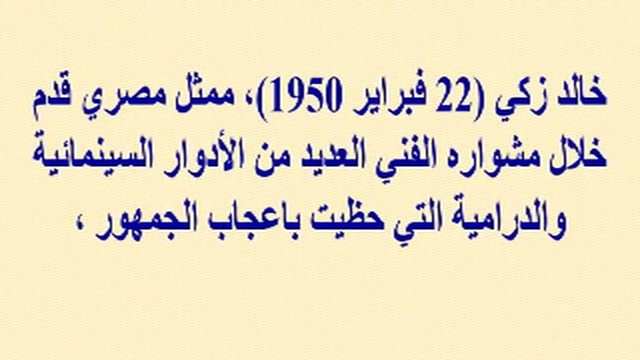 خالد زكي (22 فبراير 1950)، ممثل مصري قدم
خلال مشواره الفني العديد من الأدوار السينمائية
والدرامية التي حظيت باعجاب الجمهور ،